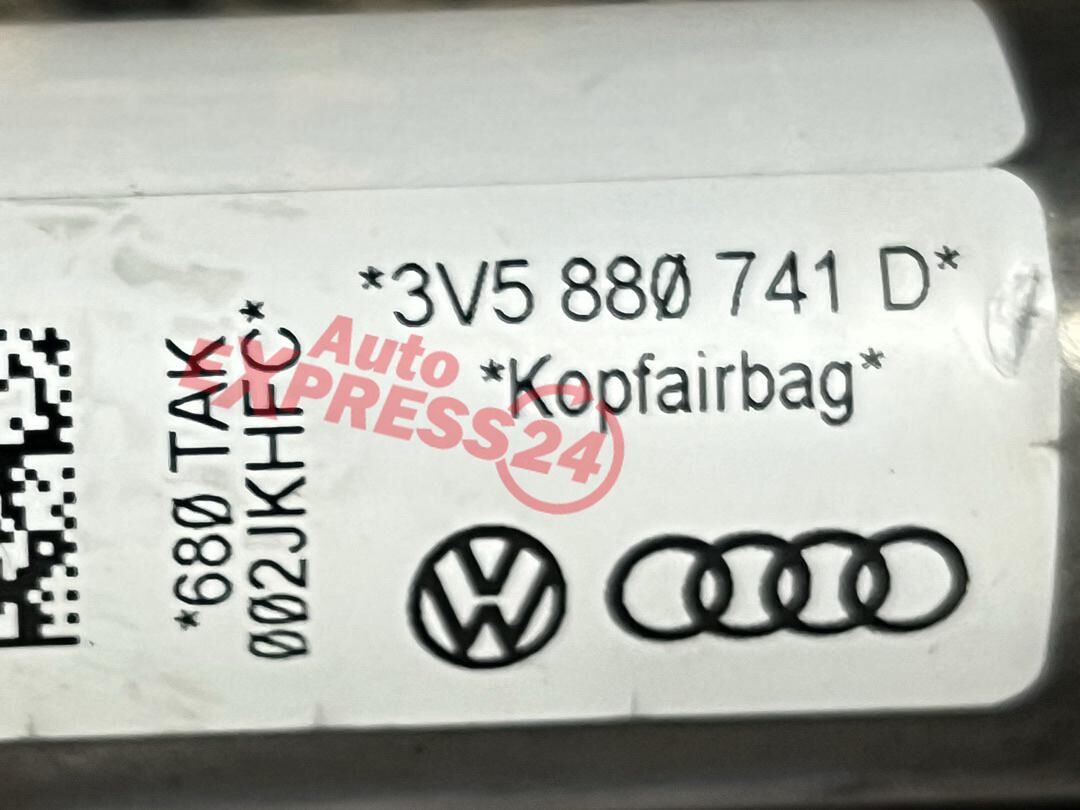 *3V5 880 741 D*
*Kopfairbag*
*680 TAK
002JKHFC*
Auto
EXPRESS24